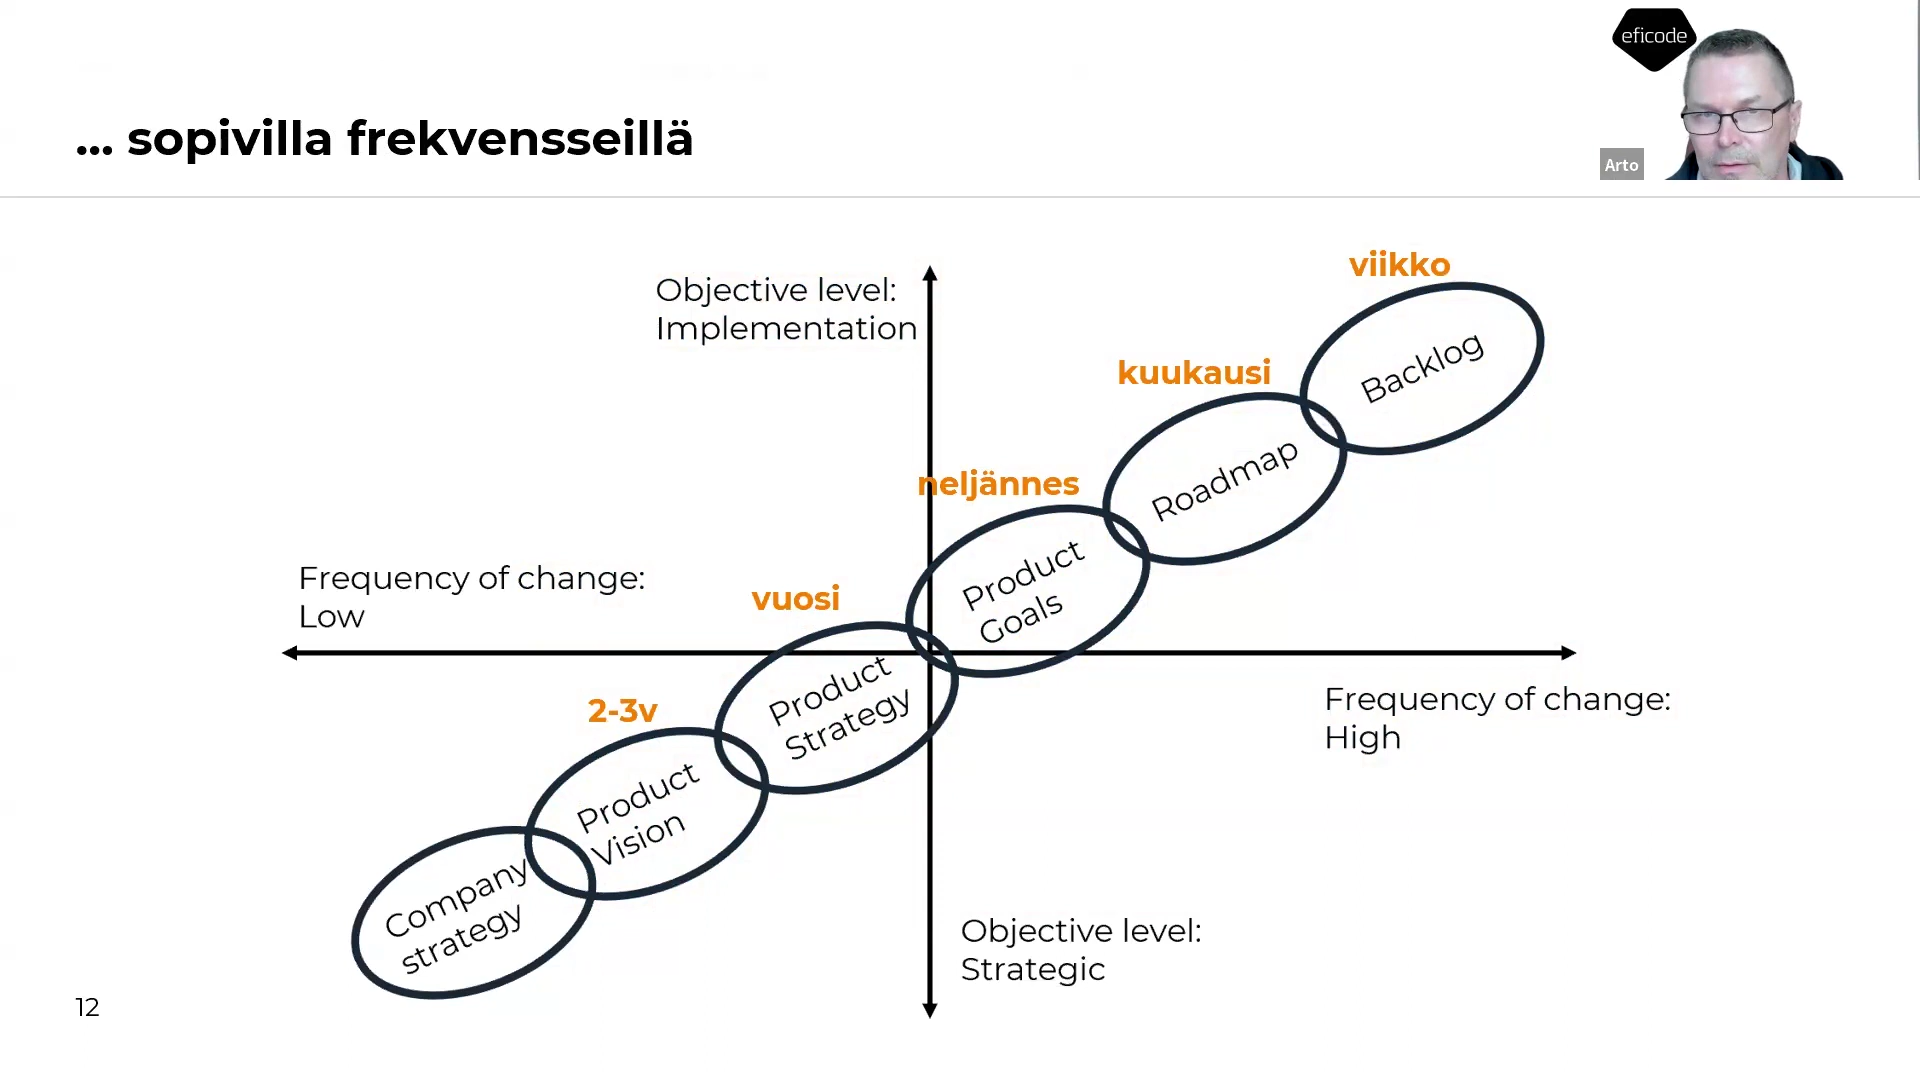 eficode
... sopivilla frekvensseillä
Arto
viikko
Objective level:
Implementation
Backlog
kuukausi
Roadmap
neljännes
Product
Goals
Frequency of change:
Low
vuosi
Product
Strategy
Frequency of change:
High
2-3v
Product
Vision
Company
strategy
Objective level:
Strategic
12